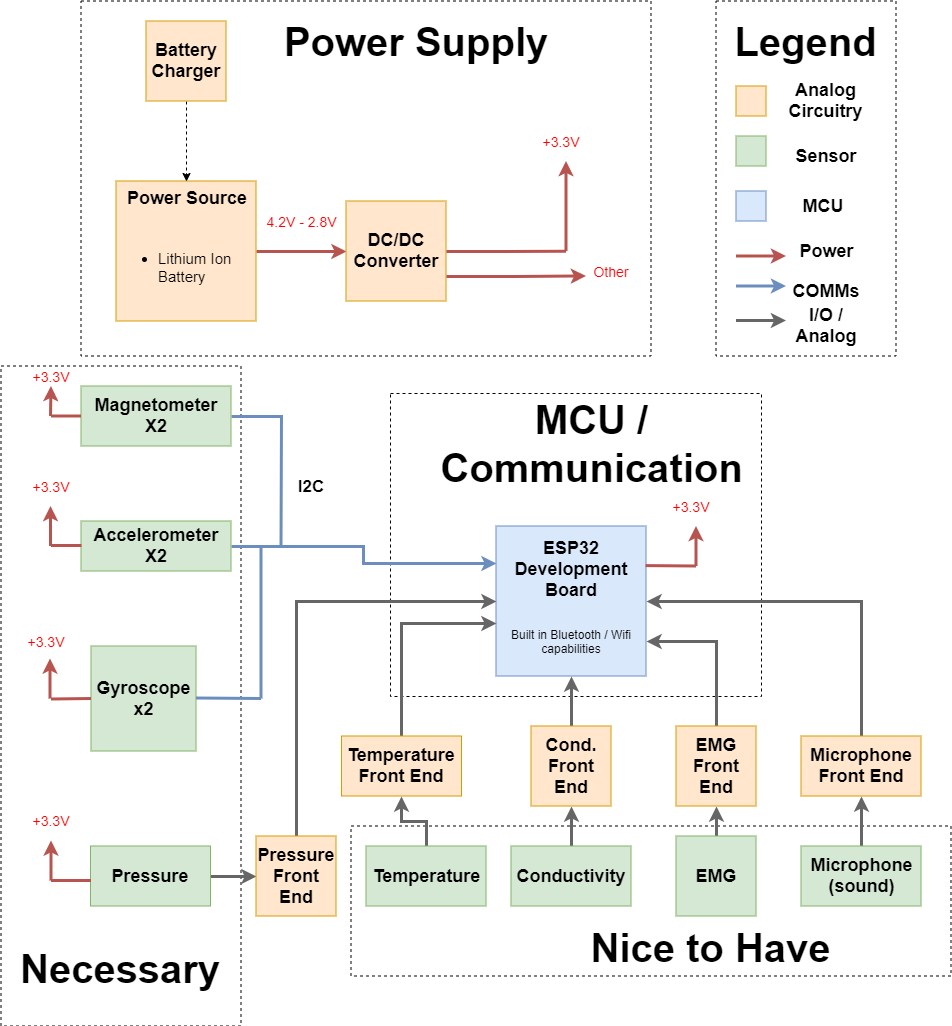 Power Supply
Battery
Charger
Power Source
• Lithium Ion
Battery
4.2V - 2.8V
DC/DC
Converter
+3.3V
Other
Legend
Analog
Circuitry
Sensor
MCU
Power
COMMs
I/O /
Analog
+3.3V
Magnetometer
X2
+3.3V
Accelerometer
X2
+3.3V
Gyroscope
x2
+3.3V
Pressure
Necessary
I2C
MCU /
Communication
ESP32
Development
Board
Built in Bluetooth / Wifi
capabilities
+3.3V
Pressure
Front
End
Temperature
Front End
Cond.
Front
End
EMG
Front
End
Microphone
Front End
Temperature
Conductivity
EMG
Microphone
(sound)
Nice to Have